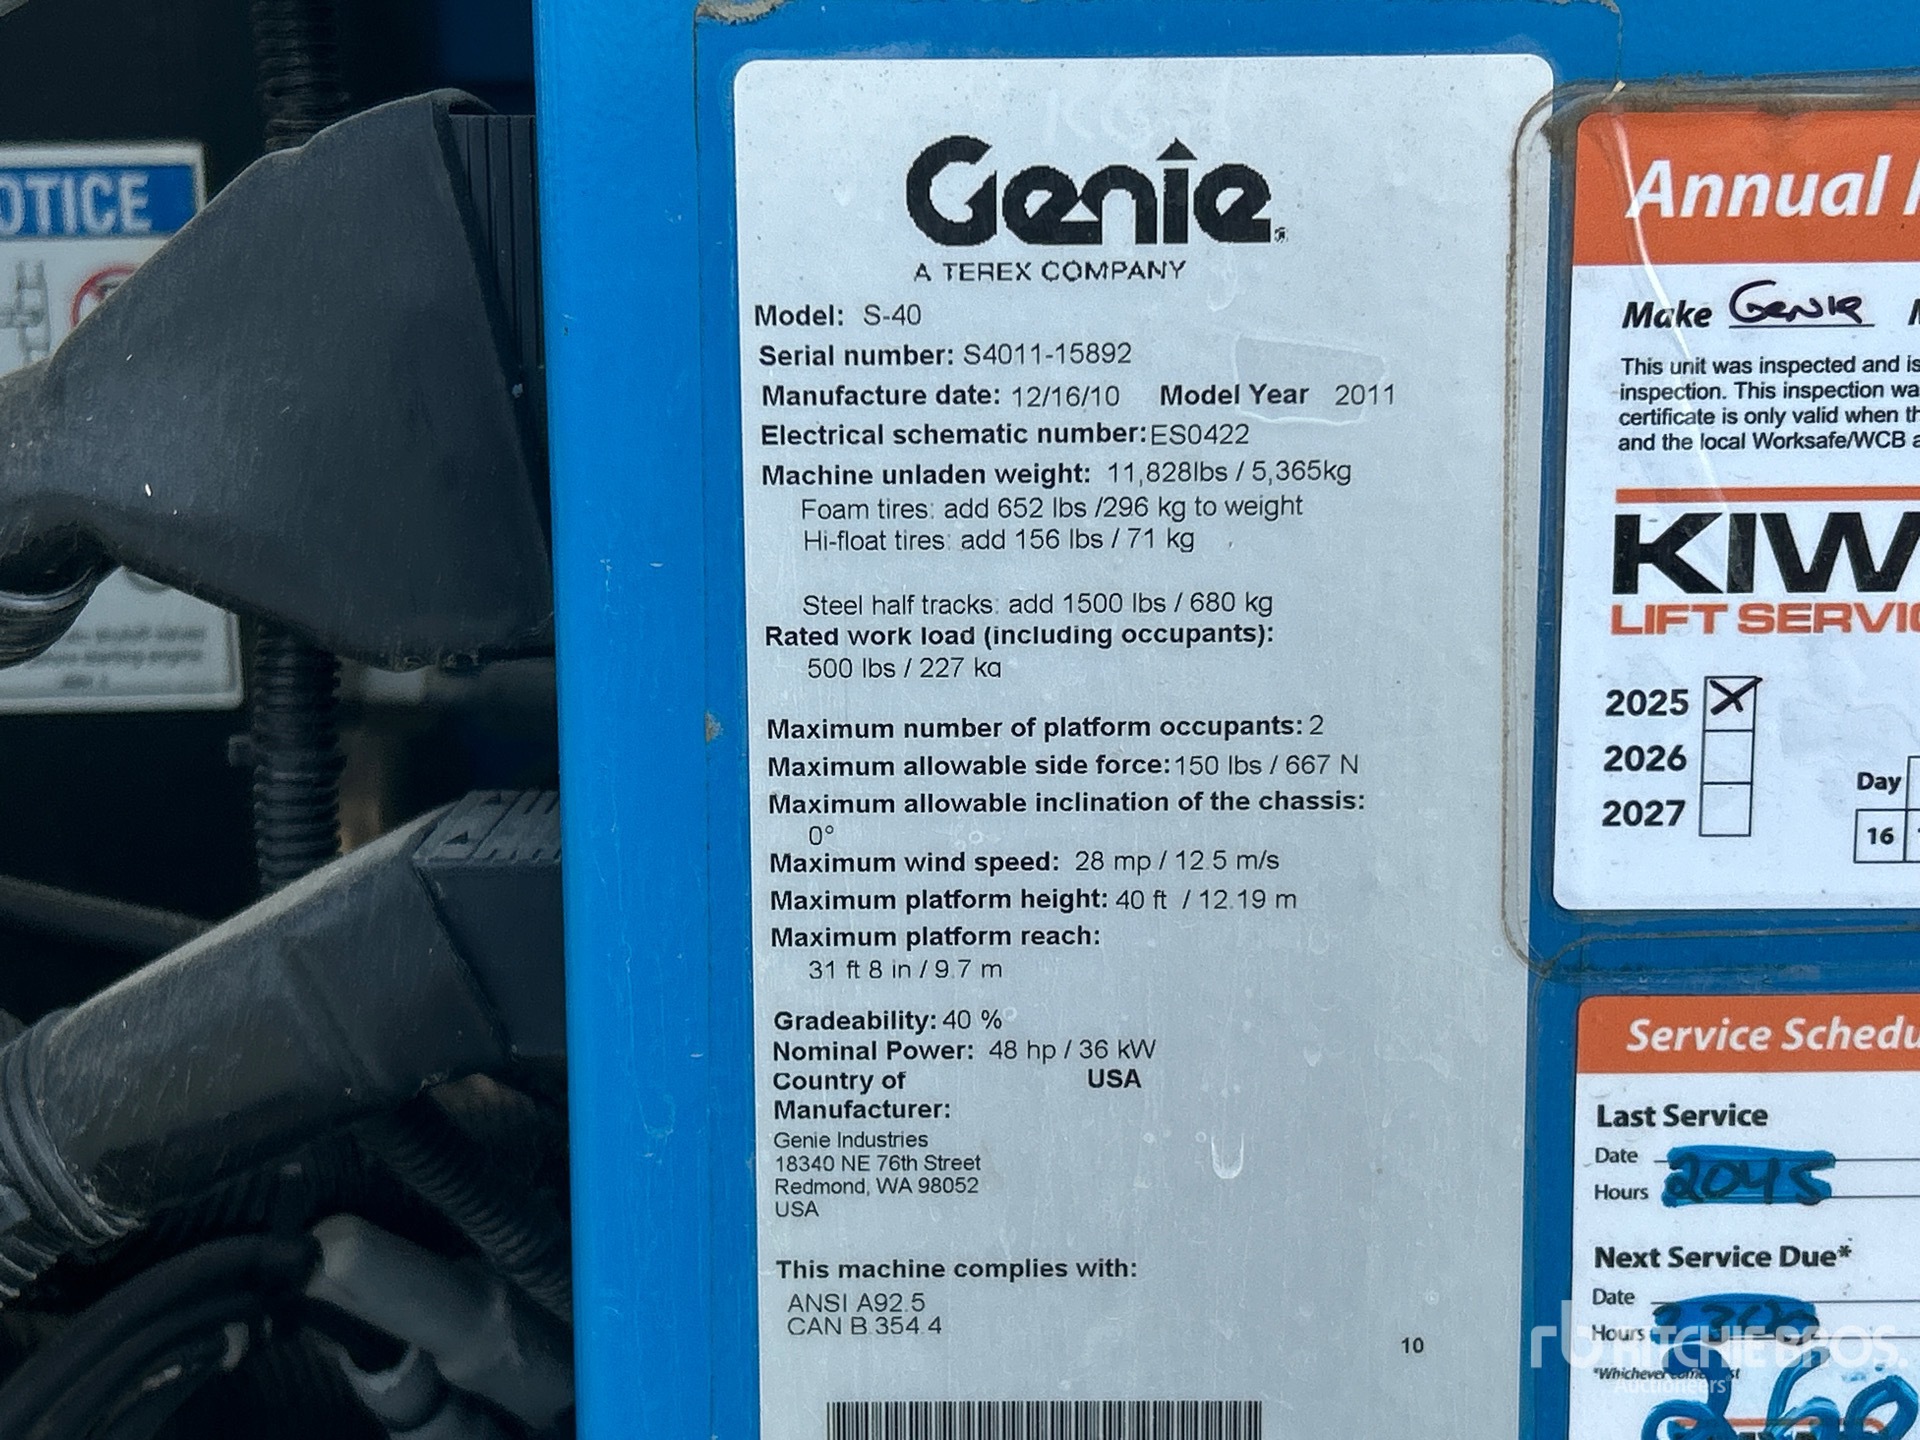 OTICE
Genie
A TEREX COMPANY
Model: S-40
Serial number: S4011-15892
Manufacture date: 12/16/10 Model Year 2011
Electrical schematic number: ES0422
Machine unladen weight: 11,828lbs / 5,365kg
Foam tires: add 652 lbs /296 kg to weight
Hi-float tires: add 156 lbs / 71 kg
Steel half tracks: add 1500 lbs / 680 kg
Rated work load (including occupants):
500 lbs / 227 kg
Maximum number of platform occupants: 2
Maximum allowable side force: 150 lbs / 667 N
Maximum allowable inclination of the chassis:
0°
Maximum wind speed: 28 mp / 12.5 m/s
Maximum platform height: 40 ft / 12.19 m
Maximum platform reach:
31 ft 8 in / 9.7 m
Gradeability: 40 %
Nominal Power: 48 hp / 36 kW
Country of USA
Manufacturer:
Genie Industries
18340 NE 76th Street
Redmond, WA 98052
USA
This machine complies with:
ANSI A92.5
CAN B.354.4
10
Annual
Make Genie
This unit was inspected and is
inspection. This inspection wa
certificate is only valid when th
and the local Worksafe/WCB a
KIW
LIFT SERVIC
2025 X
2026
2027
Day
16
Service Schedu
Last Service
Date
Hours 2045
Next Service Due*
Date
Hours
*Whichever
rb RITCHIE BROS.
Auctioneers